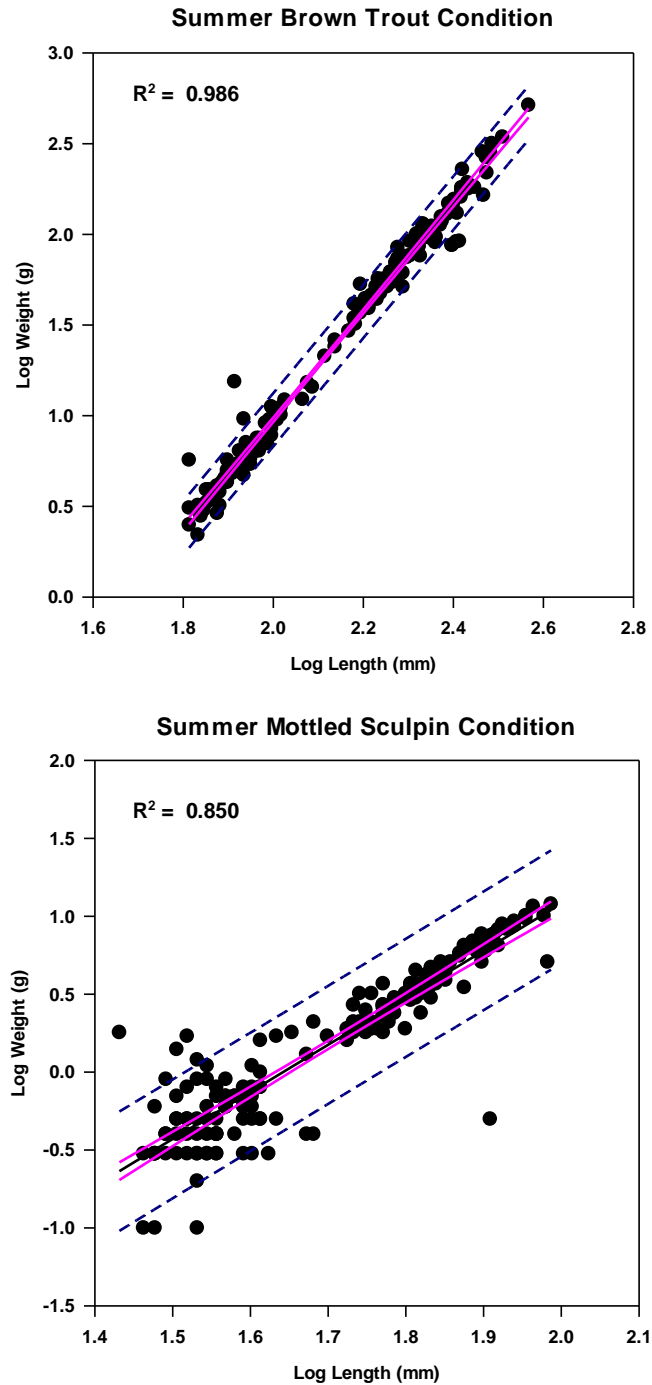 Summer Brown Trout Condition
R² = 0.986
Log Weight (g)
3.0
2.5
2.0
1.5
1.0
0.5
0.0
1.6 1.8 2.0 2.2 2.4 2.6 2.8
Log Length (mm)
Summer Mottled Sculpin Condition
R² = 0.850
Log Weight (g)
2.0
1.5
1.0
0.5
0.0
-0.5
-1.0
-1.5
1.4 1.5 1.6 1.7 1.8 1.9 2.0 2.1
Log Length (mm)